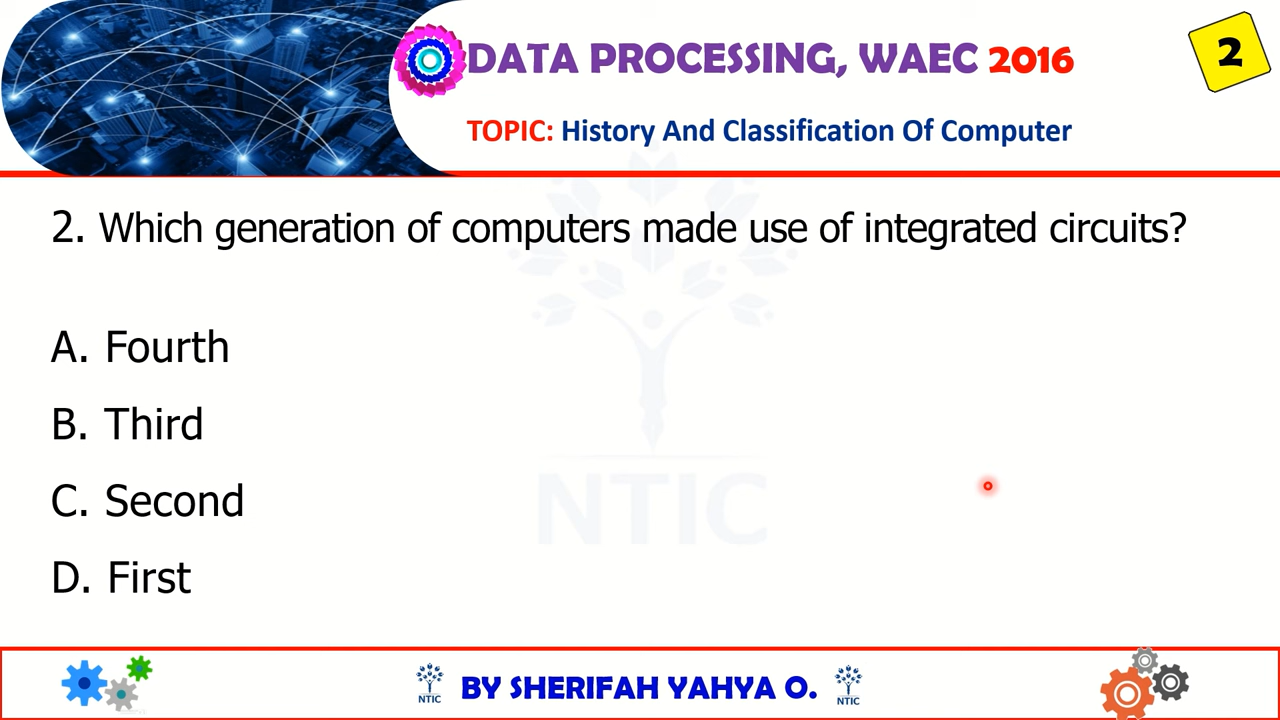 DATA PROCESSING, WAEC 2016
2
TOPIC: History And Classification Of Computer
2. Which generation of computers made use of integrated circuits?
A. Fourth
B. Third
C. Second
D. First
NTIC
NTIC
BY SHERIFAH YAHYA O.
NTIC